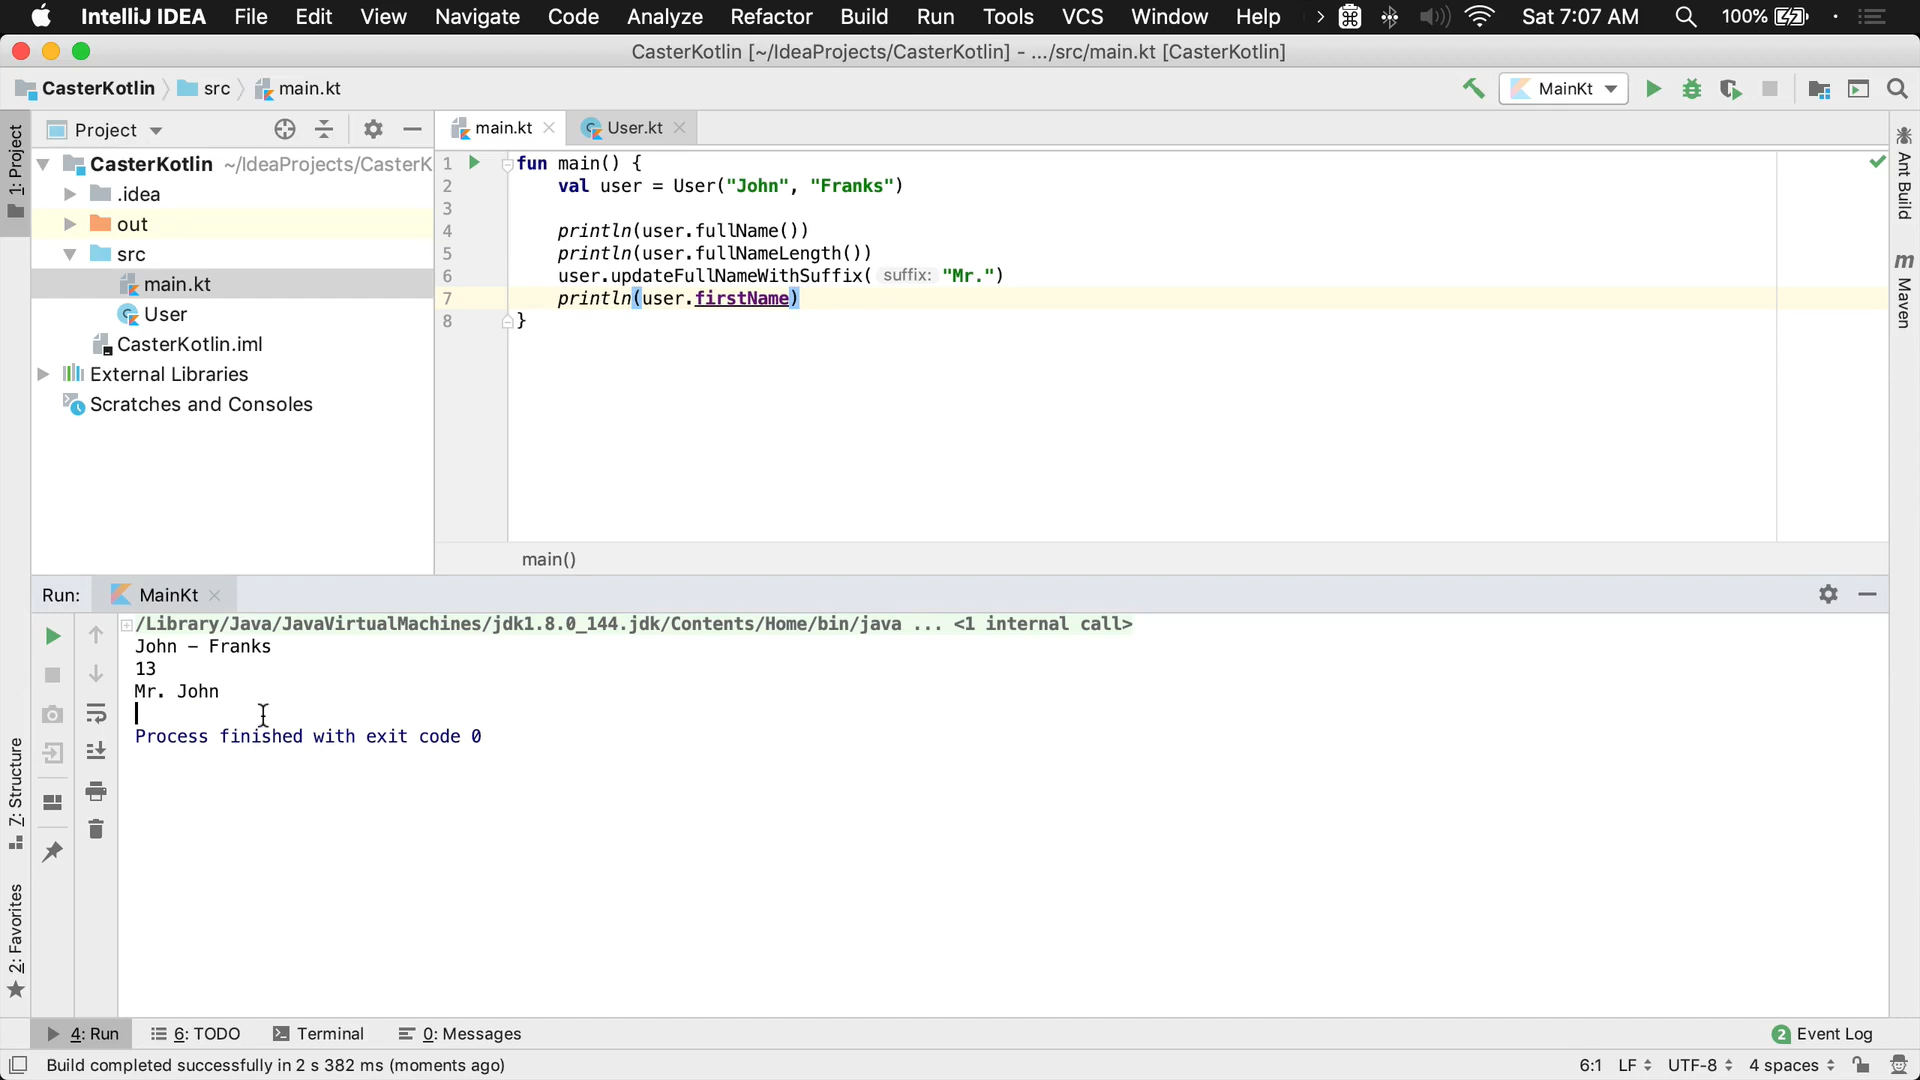 IntelliJ IDEA File Edit View Navigate Code Analyze Refactor Build Run Tools VCS Window Help Sat 7:07 AM 100%
CasterKotlin [~/IdeaProjects/CasterKotlin] - .../src/main.kt [CasterKotlin]
CasterKotlin src main.kt MainKt
Project main.kt User.kt
1: Project
CasterKotlin ~/IdeaProjects/CasterK
.idea
out
src
main.kt
User
CasterKotlin.iml
External Libraries
Scratches and Consoles
1 fun main() {
2 val user = User("John", "Franks")
3
4 println(user.fullName())
5 println(user.fullNameLength())
6 user.updateFullNameWithSuffix( suffix: "Mr.")
7 println(user.firstName)
8 }
main()
Ant Build
m Maven
Run: MainKt
/Library/Java/JavaVirtualMachines/jdk1.8.0_144.jdk/Contents/Home/bin/java ... <1 internal call>
John - Franks
13
Mr. John
Process finished with exit code 0
Z: Structure
2: Favorites
4: Run 6: TODO Terminal 0: Messages 2 Event Log
Build completed successfully in 2 s 382 ms (moments ago) 6:1 LF UTF-8 4 spaces